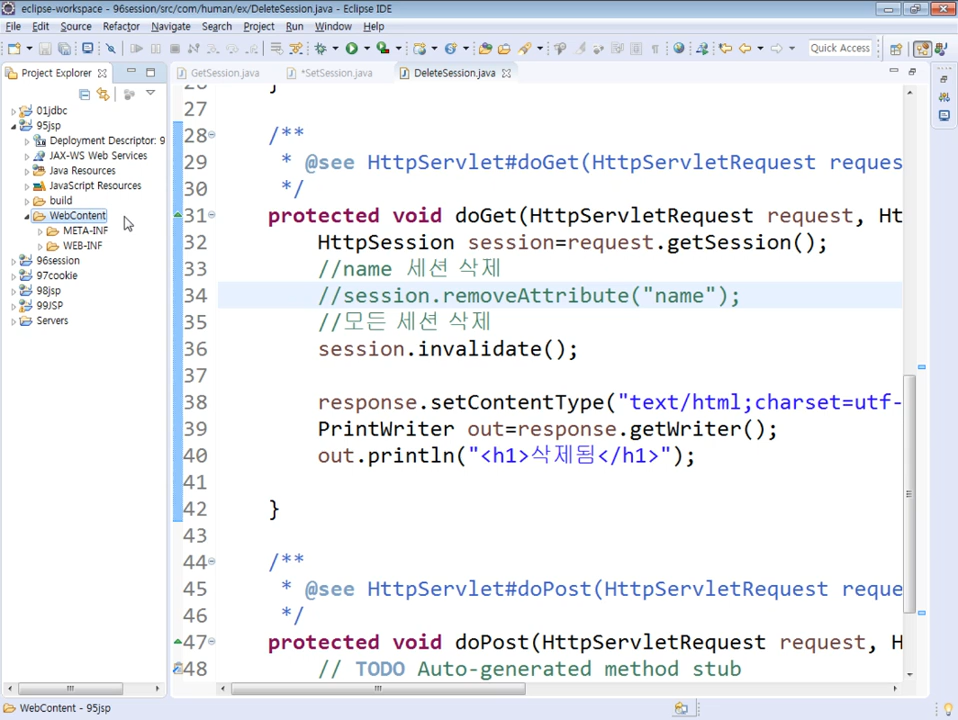 eclipse-workspace - 96session/src/com/human/ex/DeleteSession.java - Eclipse IDE
File Edit Source Refactor Navigate Search Project Run Window Help
Quick Access
Project Explorer
GetSession.java *SetSession.java DeleteSession.java
01jdbc
95jsp
Deployment Descriptor: 9
JAX-WS Web Services
Java Resources
JavaScript Resources
build
WebContent
META-INF
WEB-INF
96session
97cookie
98jsp
99JSP
Servers
27
28 /**
29 * @see HttpServlet#doGet(HttpServletRequest reques
30 */
31 protected void doGet(HttpServletRequest request, Ht
32 HttpSession session=request.getSession();
33 //name 세션 삭제
34 //session.removeAttribute("name");
35 //모든 세션 삭제
36 session.invalidate();
37
38 response.setContentType("text/html;charset=utf-
39 PrintWriter out=response.getWriter();
40 out.println("<h1>삭제됨</h1>");
41
42 }
43
44 /**
45 * @see HttpServlet#doPost(HttpServletRequest reque
46 */
47 protected void doPost(HttpServletRequest request, H
48 // TODO Auto-generated method stub
WebContent - 95jsp